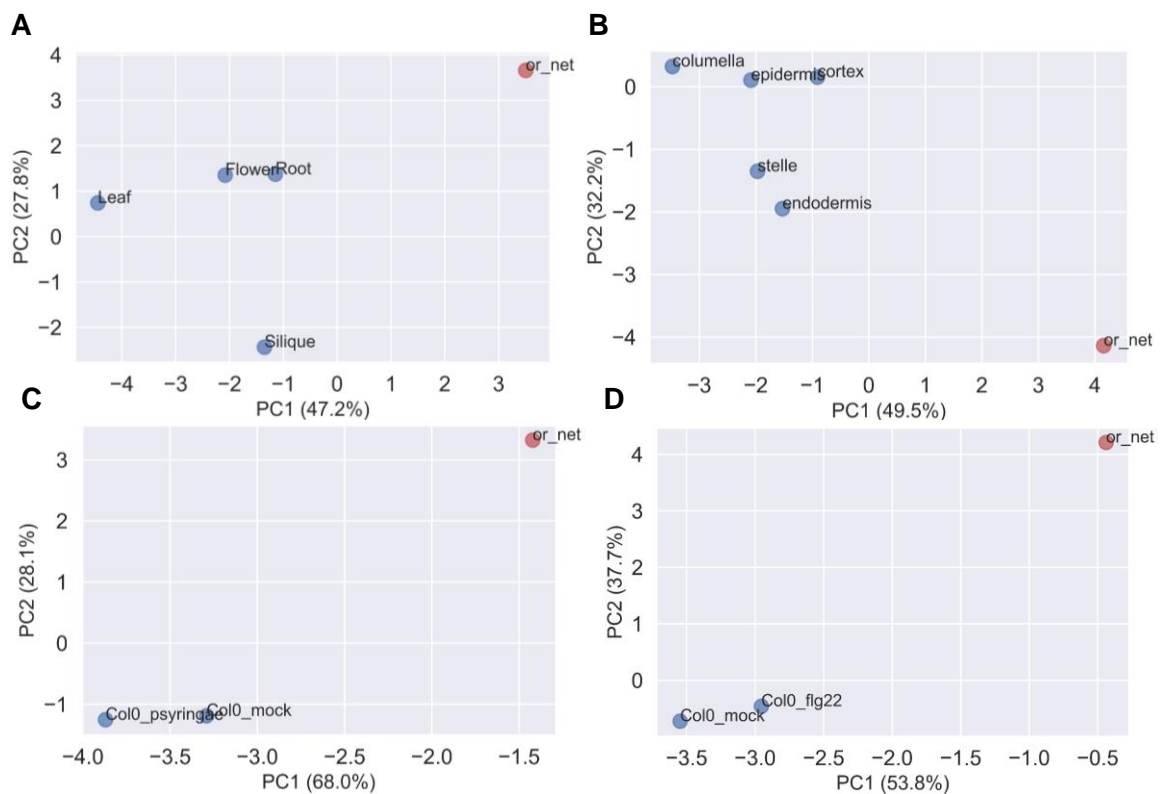 A
4
3
2
1
0
−1
−2
PC2 (27.8%)
or_net
Flower
Root
Leaf
Silique
−4
−3
−2
−1
0
1
2
3
PC1 (47.2%)
B
0
−1
−2
−3
−4
PC2 (32.2%)
columella
epidermis
cortex
stelle
endodermis
or_net
−3
−2
−1
0
1
2
3
4
PC1 (49.5%)
C
3
2
1
0
−1
PC2 (28.1%)
or_net
Col0_psyringae
Col0_mock
−4.0
−3.5
−3.0
−2.5
−2.0
−1.5
PC1 (68.0%)
D
4
3
2
1
0
PC2 (37.7%)
or_net
Col0_flg22
Col0_mock
−3.5
−3.0
−2.5
−2.0
−1.5
−1.0
−0.5
PC1 (53.8%)